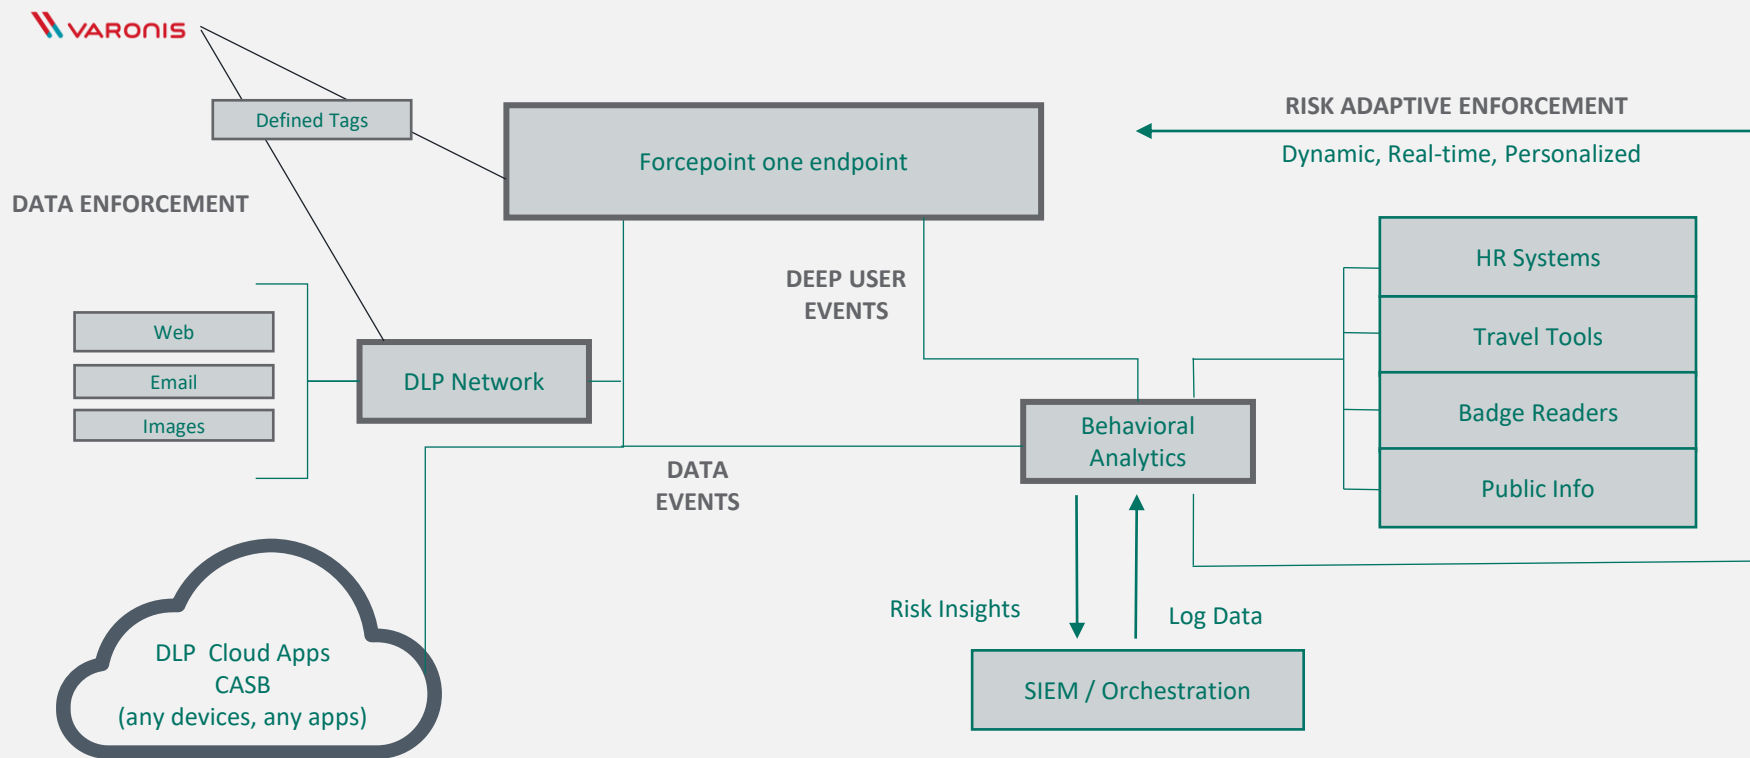 VARONIS
Defined Tags
Forcepoint one endpoint
RISK ADAPTIVE ENFORCEMENT
Dynamic, Real-time, Personalized
DATA ENFORCEMENT
HR Systems
DEEP USER
EVENTS
Web
Travel Tools
Email
DLP Network
Images
Badge Readers
Behavioral
Analytics
DATA
EVENTS
Public Info
Risk Insights
Log Data
DLP Cloud Apps
CASB
(any devices, any apps)
SIEM / Orchestration